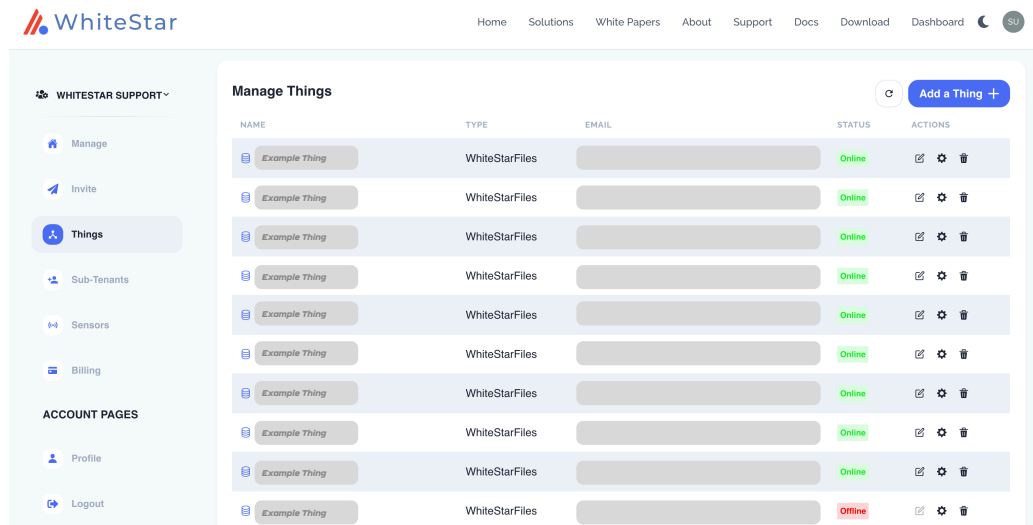 WhiteStar
Home Solutions White Papers About Support Docs Download Dashboard SU
WHITESTAR SUPPORT
Manage
Invite
Things
Sub-Tenants
Sensors
Billing
ACCOUNT PAGES
Profile
Logout
Manage Things
Add a Thing
NAME TYPE EMAIL STATUS ACTIONS
Example Thing WhiteStarFiles Online
Example Thing WhiteStarFiles Online
Example Thing WhiteStarFiles Online
Example Thing WhiteStarFiles Online
Example Thing WhiteStarFiles Online
Example Thing WhiteStarFiles Online
Example Thing WhiteStarFiles Online
Example Thing WhiteStarFiles Online
Example Thing WhiteStarFiles Online
Example Thing WhiteStarFiles Offline